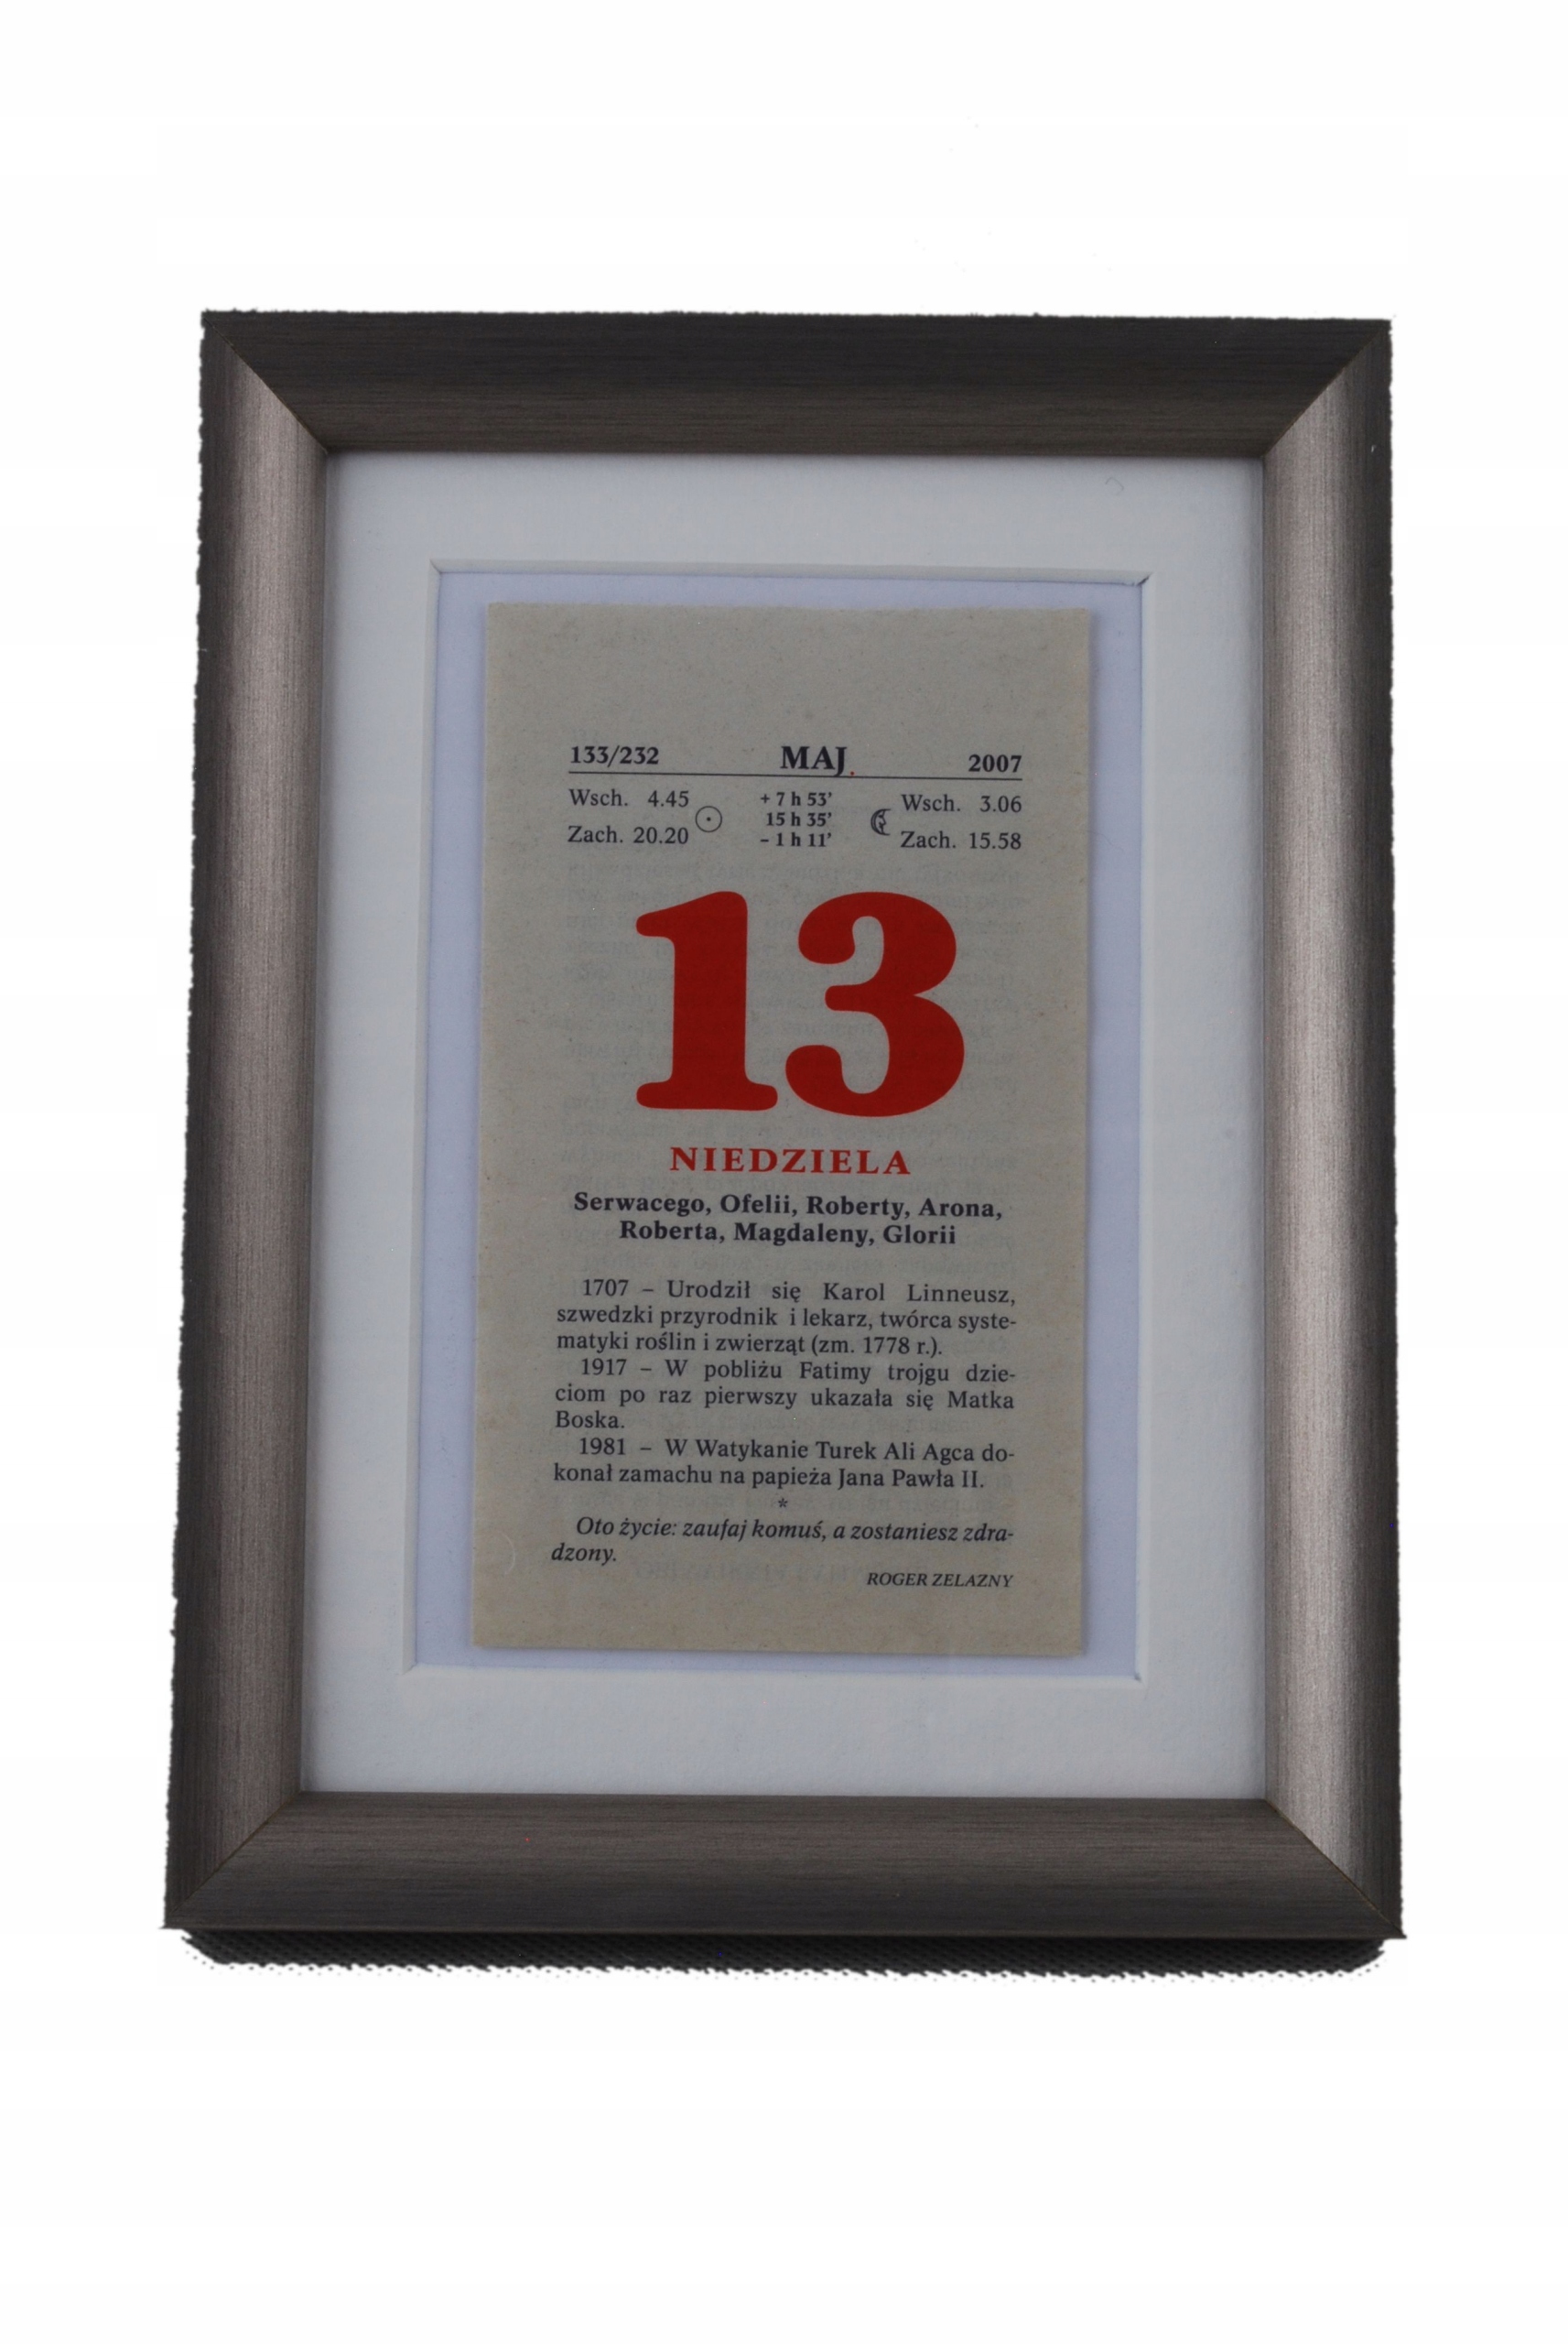 133/232 MAJ 2007
Wsch. 4.45 + 7 h 53’ Wsch. 3.06
15 h 35’
Zach. 20.20 – 1 h 11’ Zach. 15.58
13
NIEDZIELA
Serwacego, Ofelii, Roberty, Arona,
Roberta, Magdaleny, Glorii
1707 – Urodził się Karol Linneusz,
szwedzki przyrodnik i lekarz, twórca syste-
matyki roślin i zwierząt (zm. 1778 r.).
1917 – W pobliżu Fatimy trojgu dzie-
ciom po raz pierwszy ukazała się Matka
Boska.
1981 – W Watykanie Turek Ali Agca do-
konał zamachu na papieża Jana Pawła II.
*
Oto życie: zaufaj komuś, a zostaniesz zdra-
dzony.
ROGER ZELAZNY